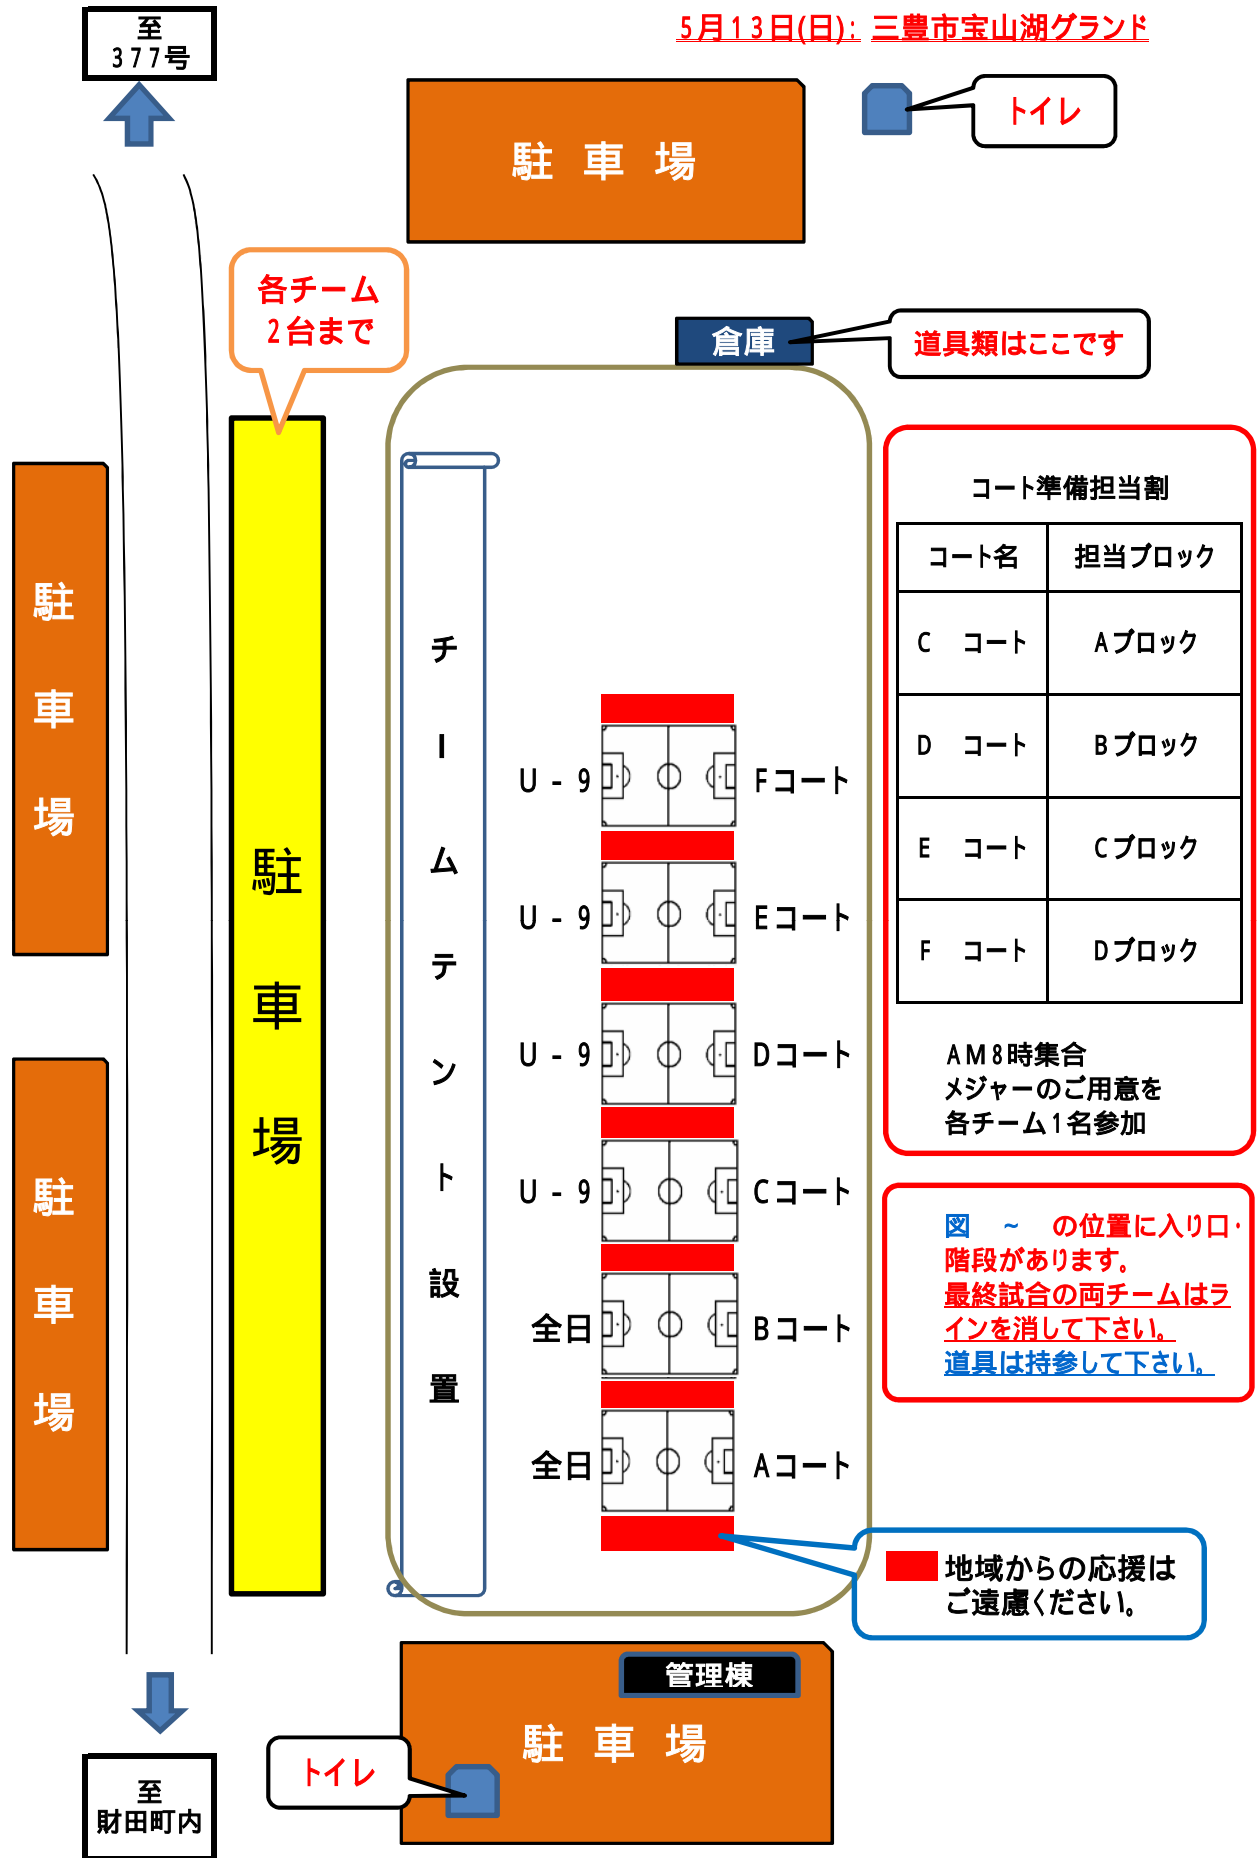 至
377号
5月13日(日): 三豊市宝山湖グランド
トイレ
駐車場
各チーム
2台まで
倉庫
道具類はここです
駐車場
駐車場
駐車場
チームテント設置
U-9 Fコート
U-9 Eコート
U-9 Dコート
U-9 Cコート
全日 Bコート
全日 Aコート
コート準備担当割
コート名 担当ブロック
C コート Aブロック
D コート Bブロック
E コート Cブロック
F コート Dブロック
AM8時集合
メジャーのご用意を
各チーム1名参加
図 ~ の位置に入り口・
階段があります。
最終試合の両チームはラ
インを消して下さい。
道具は持参して下さい。
地域からの応援は
ご遠慮ください。
管理棟
駐車場
トイレ
至
財田町内